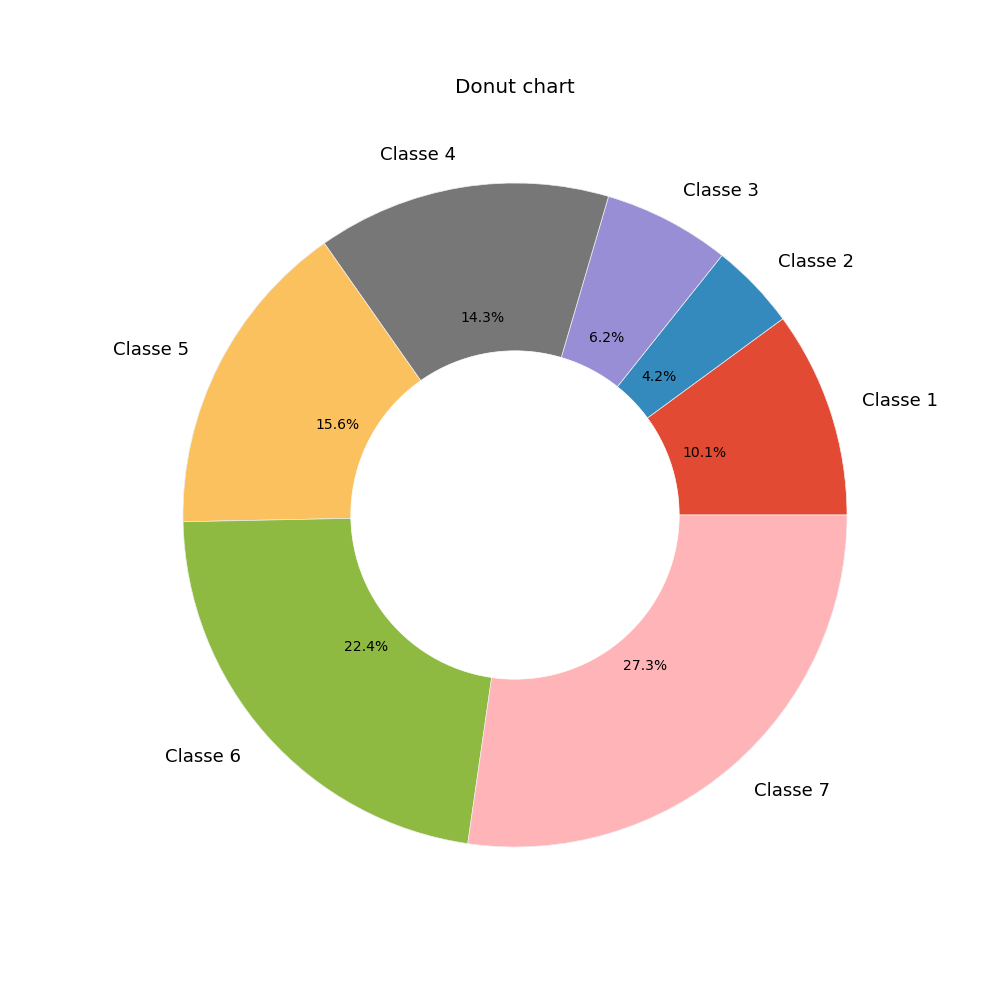 Donut chart
Classe 4
Classe 3
Classe 2
Classe 5
Classe 1
14.3%
6.2%
4.2%
15.6%
10.1%
22.4%
27.3%
Classe 6
Classe 7